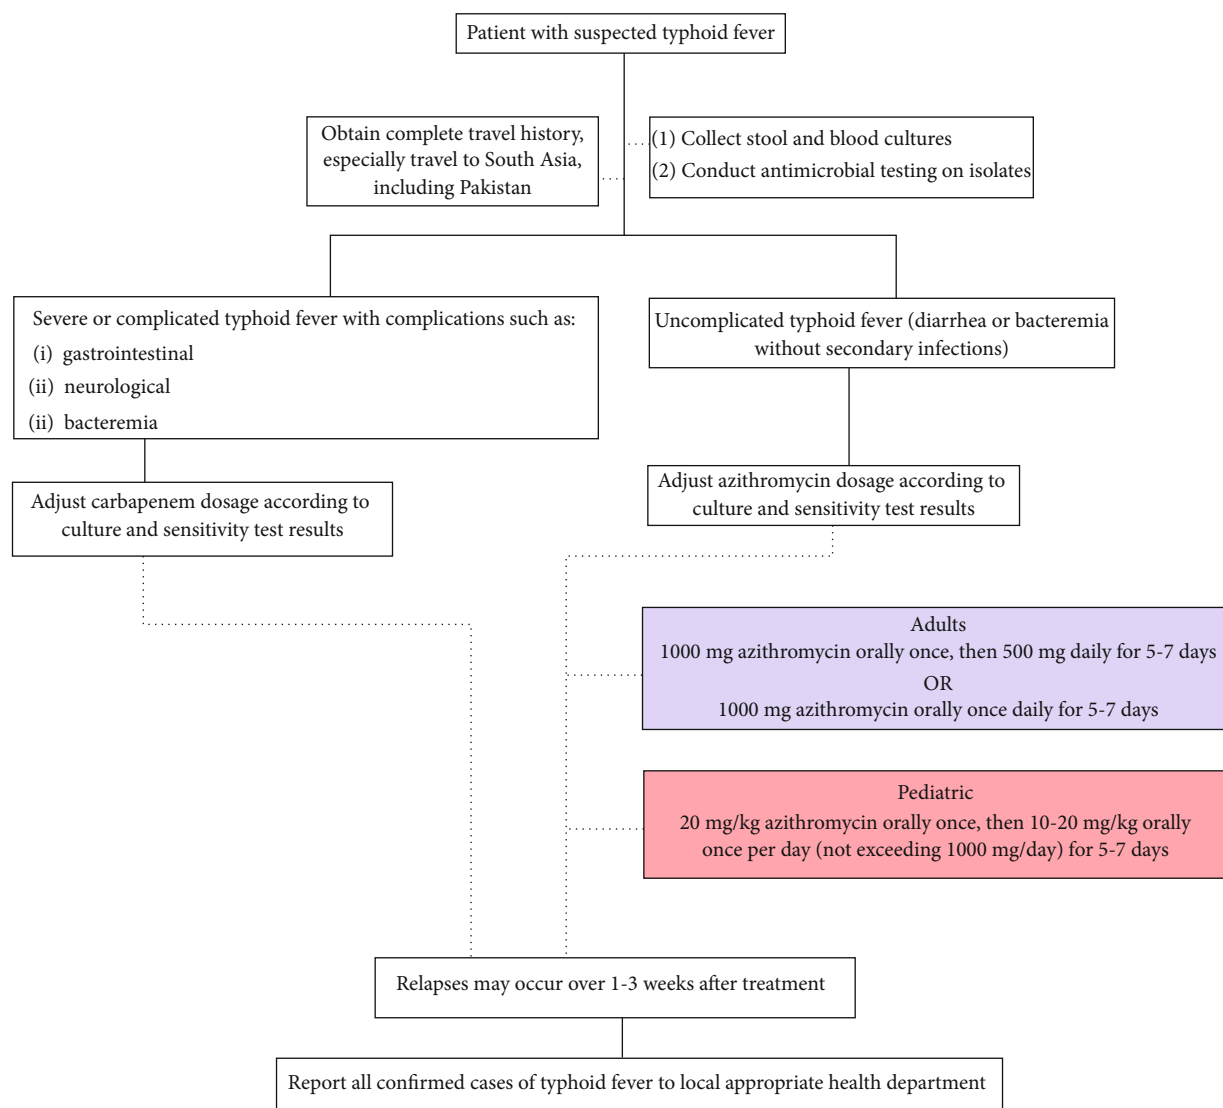 Patient with suspected typhoid fever
Obtain complete travel history,
especially travel to South Asia,
including Pakistan
(1) Collect stool and blood cultures
(2) Conduct antimicrobial testing on isolates
Severe or complicated typhoid fever with complications such as:
(i) gastrointestinal
(ii) neurological
(ii) bacteremia
Uncomplicated typhoid fever (diarrhea or bacteremia
without secondary infections)
Adjust carbapenem dosage according to
culture and sensitivity test results
Adjust azithromycin dosage according to
culture and sensitivity test results
Adults
1000 mg azithromycin orally once, then 500 mg daily for 5-7 days
OR
1000 mg azithromycin orally once daily for 5-7 days
Pediatric
20 mg/kg azithromycin orally once, then 10-20 mg/kg orally
once per day (not exceeding 1000 mg/day) for 5-7 days
Relapses may occur over 1-3 weeks after treatment
Report all confirmed cases of typhoid fever to local appropriate health department